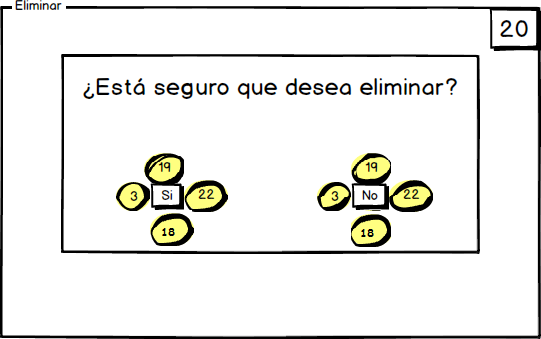 Eliminar
20
¿Está seguro que desea eliminar?
19 19
3 Si 22 3 No 22
18 18